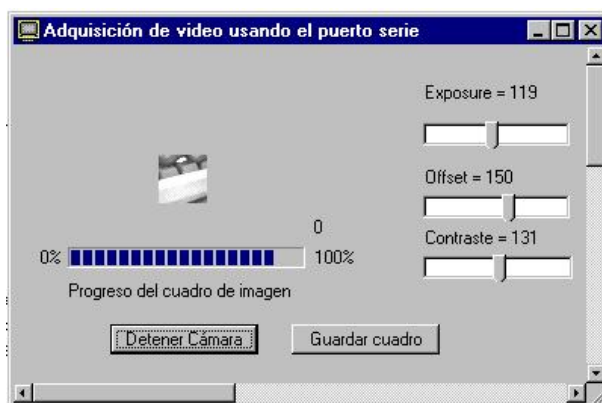 Adquisición de video usando el puerto serie
Exposure = 119
Offset = 150
0
Contraste = 131
0%
100%
Progreso del cuadro de imagen
Detener Cámara
Guardar cuadro